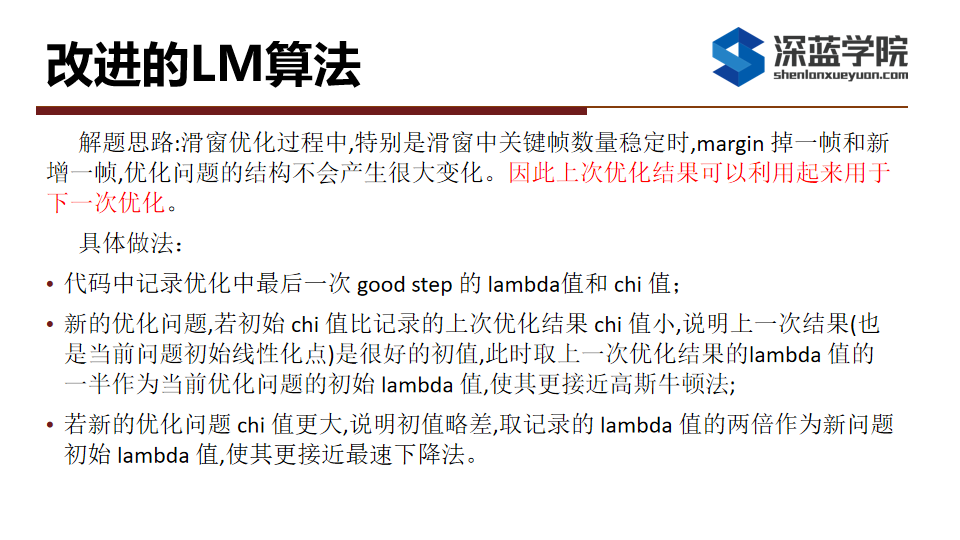 改进的LM算法
深蓝学院
shenlanxueyuan.com
解题思路:滑窗优化过程中,特别是滑窗中关键帧数量稳定时,margin 掉一帧和新
增一帧,优化问题的结构不会产生很大变化。因此上次优化结果可以利用起来用于
下一次优化。
具体做法：
• 代码中记录优化中最后一次 good step 的 lambda值和 chi 值；
• 新的优化问题,若初始 chi 值比记录的上次优化结果 chi 值小,说明上一次结果(也
是当前问题初始线性化点)是很好的初值,此时取上一次优化结果的lambda 值的
一半作为当前优化问题的初始 lambda 值,使其更接近高斯牛顿法;
• 若新的优化问题 chi 值更大,说明初值略差,取记录的 lambda 值的两倍作为新问题
初始 lambda 值,使其更接近最速下降法。